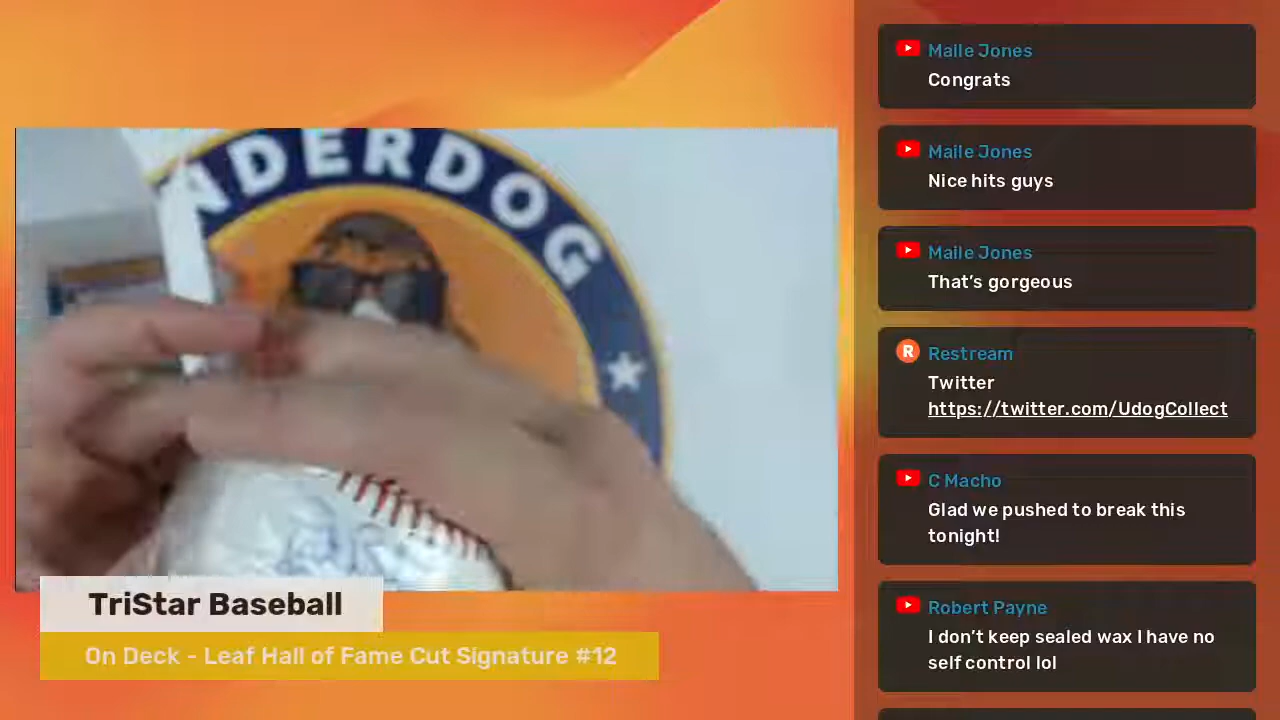 NDERDOG
TriStar Baseball
On Deck - Leaf Hall of Fame Cut Signature #12
Maile Jones
Congrats
Maile Jones
Nice hits guys
Maile Jones
That's gorgeous
R Restream
Twitter
https://twitter.com/UdogCollect
C Macho
Glad we pushed to break this
tonight!
Robert Payne
I don't keep sealed wax I have no
self control lol